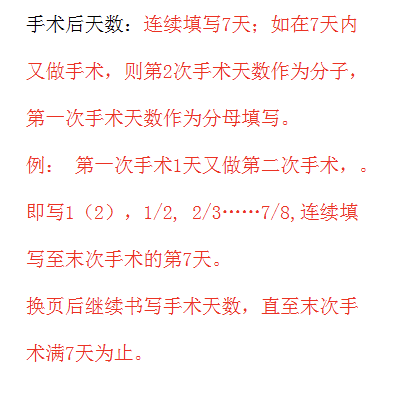 手术后天数：连续填写7天；如在7天内
又做手术，则第2次手术天数作为分子，
第一次手术天数作为分母填写。
例： 第一次手术1天又做第二次手术，。
即写1（2），1/2, 2/3……7/8,连续填
写至末次手术的第7天。
换页后继续书写手术天数，直至末次手
术满7天为止。